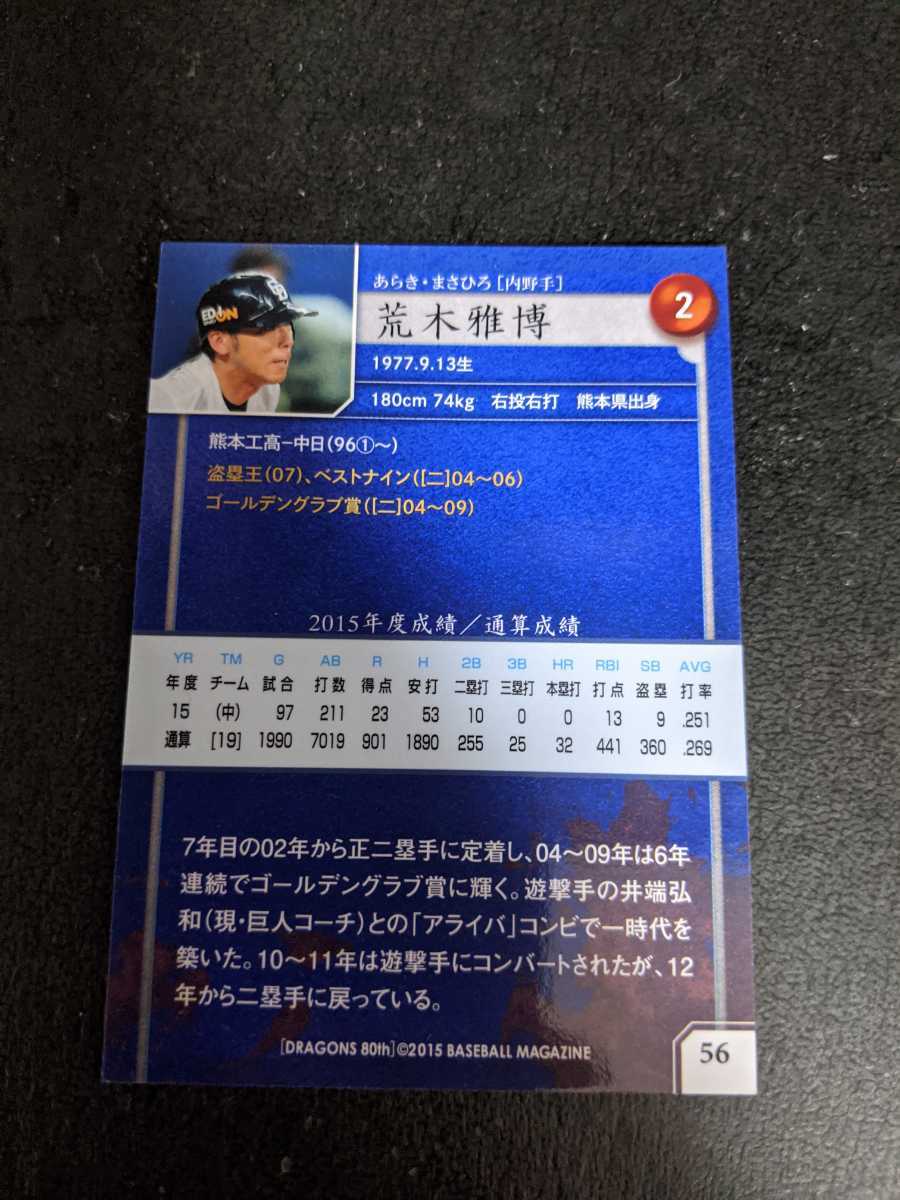 あらき・まさひろ[内野手]
荒木雅博
2
EDION
1977.9.13生
180cm 74kg 右投右打 熊本県出身
熊本工高−中日(96①〜)
盗塁王(07)、ベストナイン([二]04〜06)
ゴールデングラブ賞([二]04〜09)
2015年度成績／通算成績
YR TM G AB R H 2B 3B HR RBI SB AVG
年度 チーム 試合 打数 得点 安打 二塁打 三塁打 本塁打 打点 盗塁 打率
15 (中) 97 211 23 53 10 0 0 13 9 .251
通算 [19] 1990 7019 901 1890 255 25 32 441 360 .269
7年目の02年から正二塁手に定着し、04〜09年は6年
連続でゴールデングラブ賞に輝く。遊撃手の井端弘
和(現・巨人コーチ)との「アライバ」コンビで一時代を
築いた。10〜11年は遊撃手にコンバートされたが、12
年から二塁手に戻っている。
[DRAGONS 80th]©2015 BASEBALL MAGAZINE
56